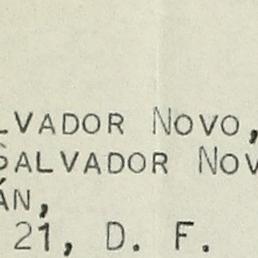 LVADOR NOVO,
SALVADOR NOV
ÁN,
21, D. F.